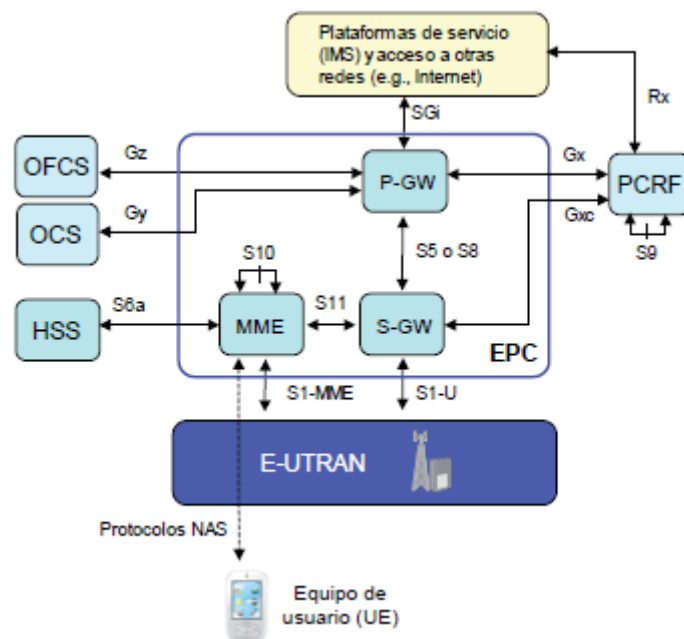 Plataformas de servicio
(IMS) y acceso a otras
redes (e.g., Internet)
SGi
Rx
OFCS
Gz
P-GW
Gx
PCRF
OCS
Gy
Gxc
S9
S10
S5 o S8
HSS
S6a
MME
S11
S-GW
EPC
S1-MME
S1-U
E-UTRAN
Protocolos NAS
Equipo de
usuario (UE)